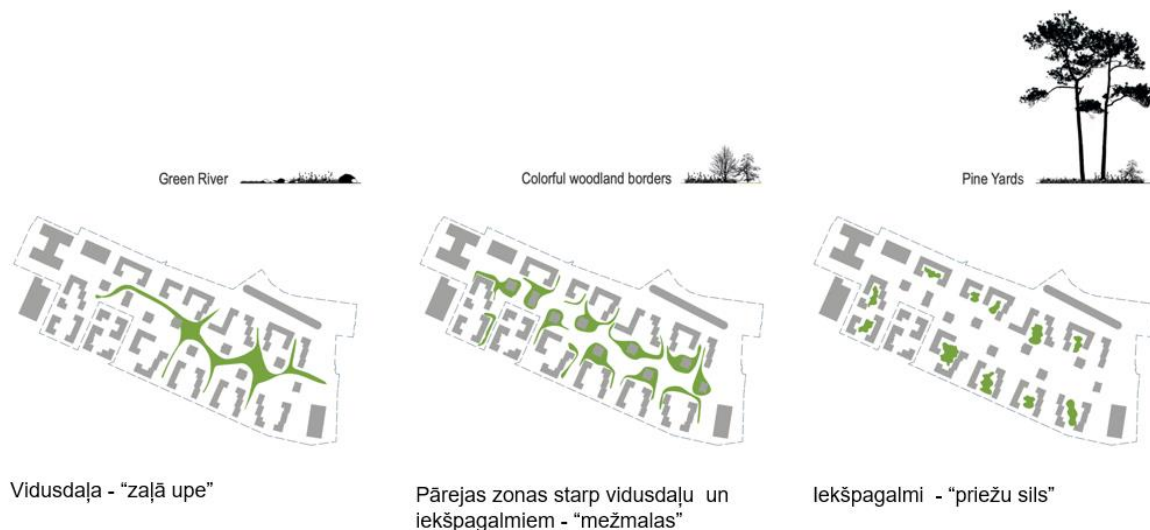 Green River
Colorful woodland borders
Pine Yards
Vidusdaļa - “zaļā upe”
Pārejas zonas starp vidusdaļu un
iekšpagalmiem - “mežmalas”
Iekšpagalmi - “priežu sils”